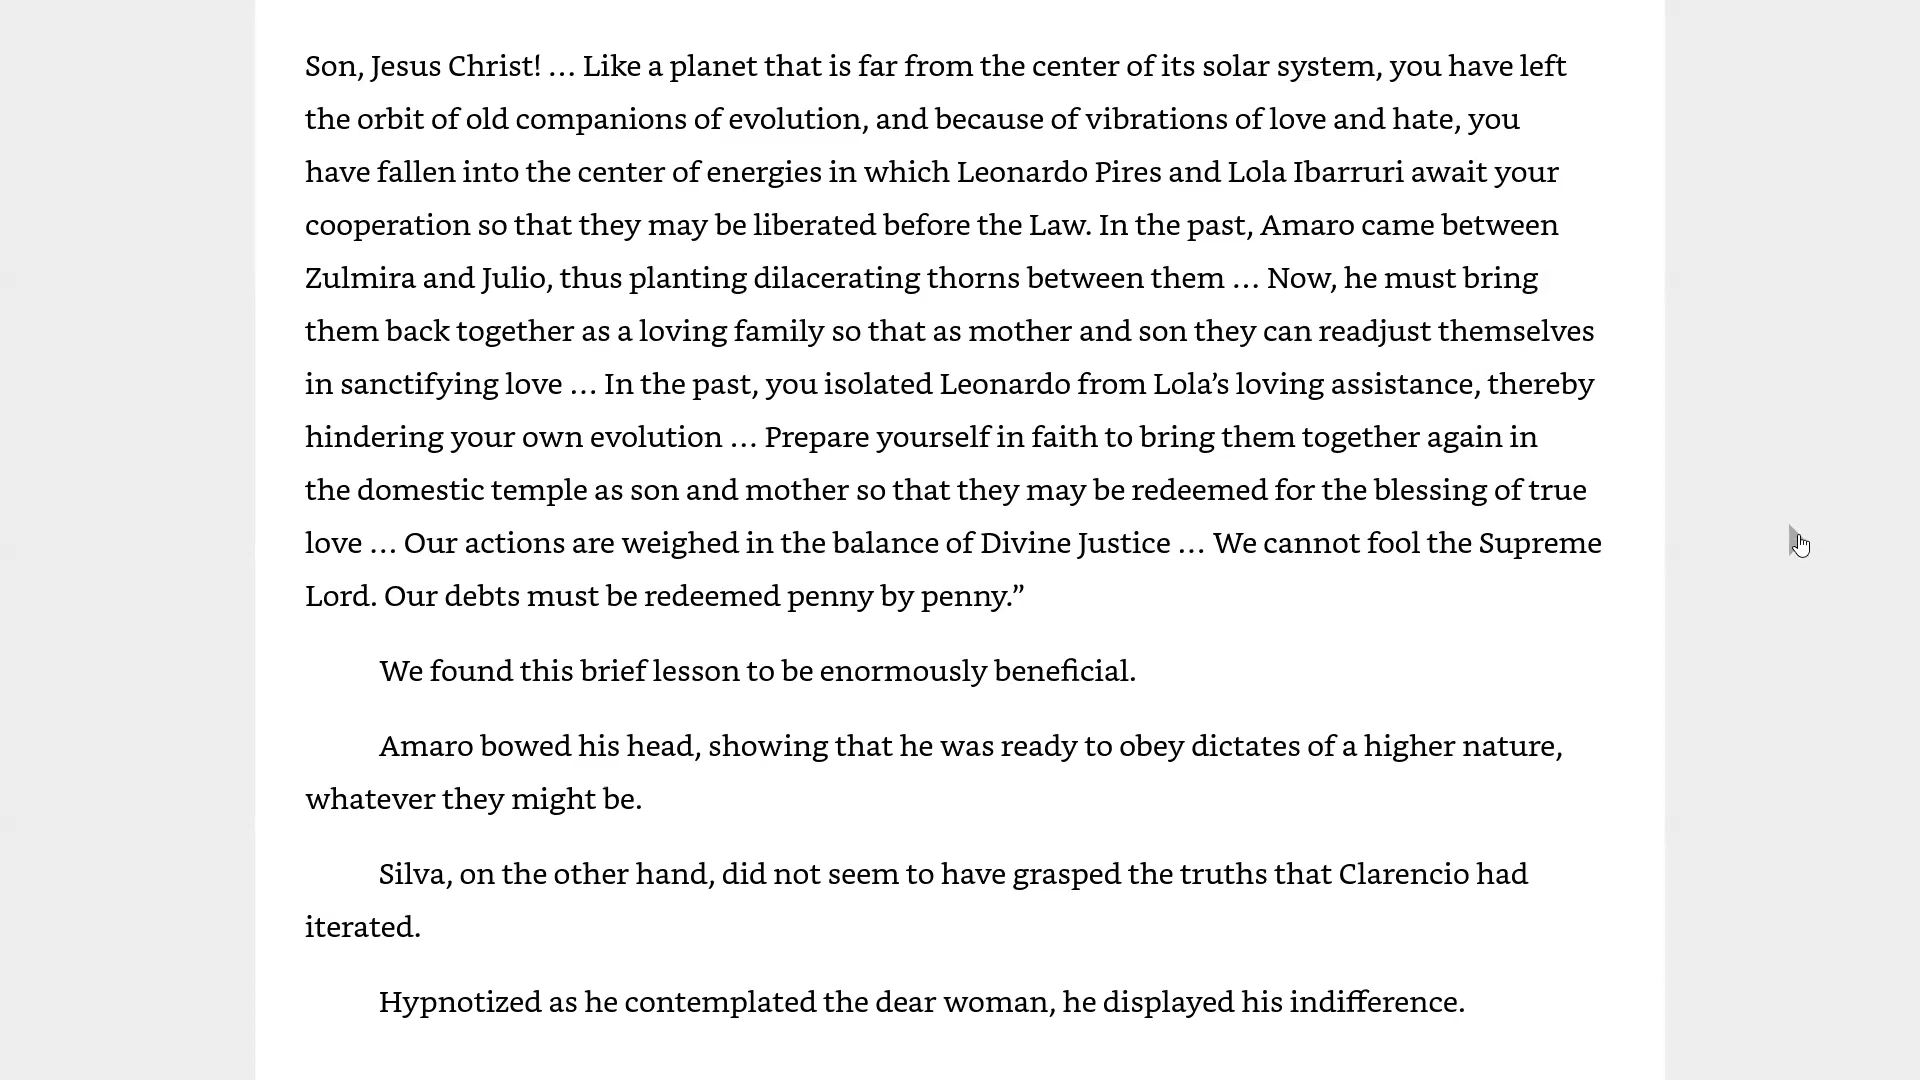 Son, Jesus Christ! … Like a planet that is far from the center of its solar system, you have left
the orbit of old companions of evolution, and because of vibrations of love and hate, you
have fallen into the center of energies in which Leonardo Pires and Lola Ibarruri await your
cooperation so that they may be liberated before the Law. In the past, Amaro came between
Zulmira and Julio, thus planting dilacerating thorns between them … Now, he must bring
them back together as a loving family so that as mother and son they can readjust themselves
in sanctifying love … In the past, you isolated Leonardo from Lola’s loving assistance, thereby
hindering your own evolution … Prepare yourself in faith to bring them together again in
the domestic temple as son and mother so that they may be redeemed for the blessing of true
love … Our actions are weighed in the balance of Divine Justice … We cannot fool the Supreme
Lord. Our debts must be redeemed penny by penny.”
We found this brief lesson to be enormously beneficial.
Amaro bowed his head, showing that he was ready to obey dictates of a higher nature,
whatever they might be.
Silva, on the other hand, did not seem to have grasped the truths that Clarencio had
iterated.
Hypnotized as he contemplated the dear woman, he displayed his indifference.